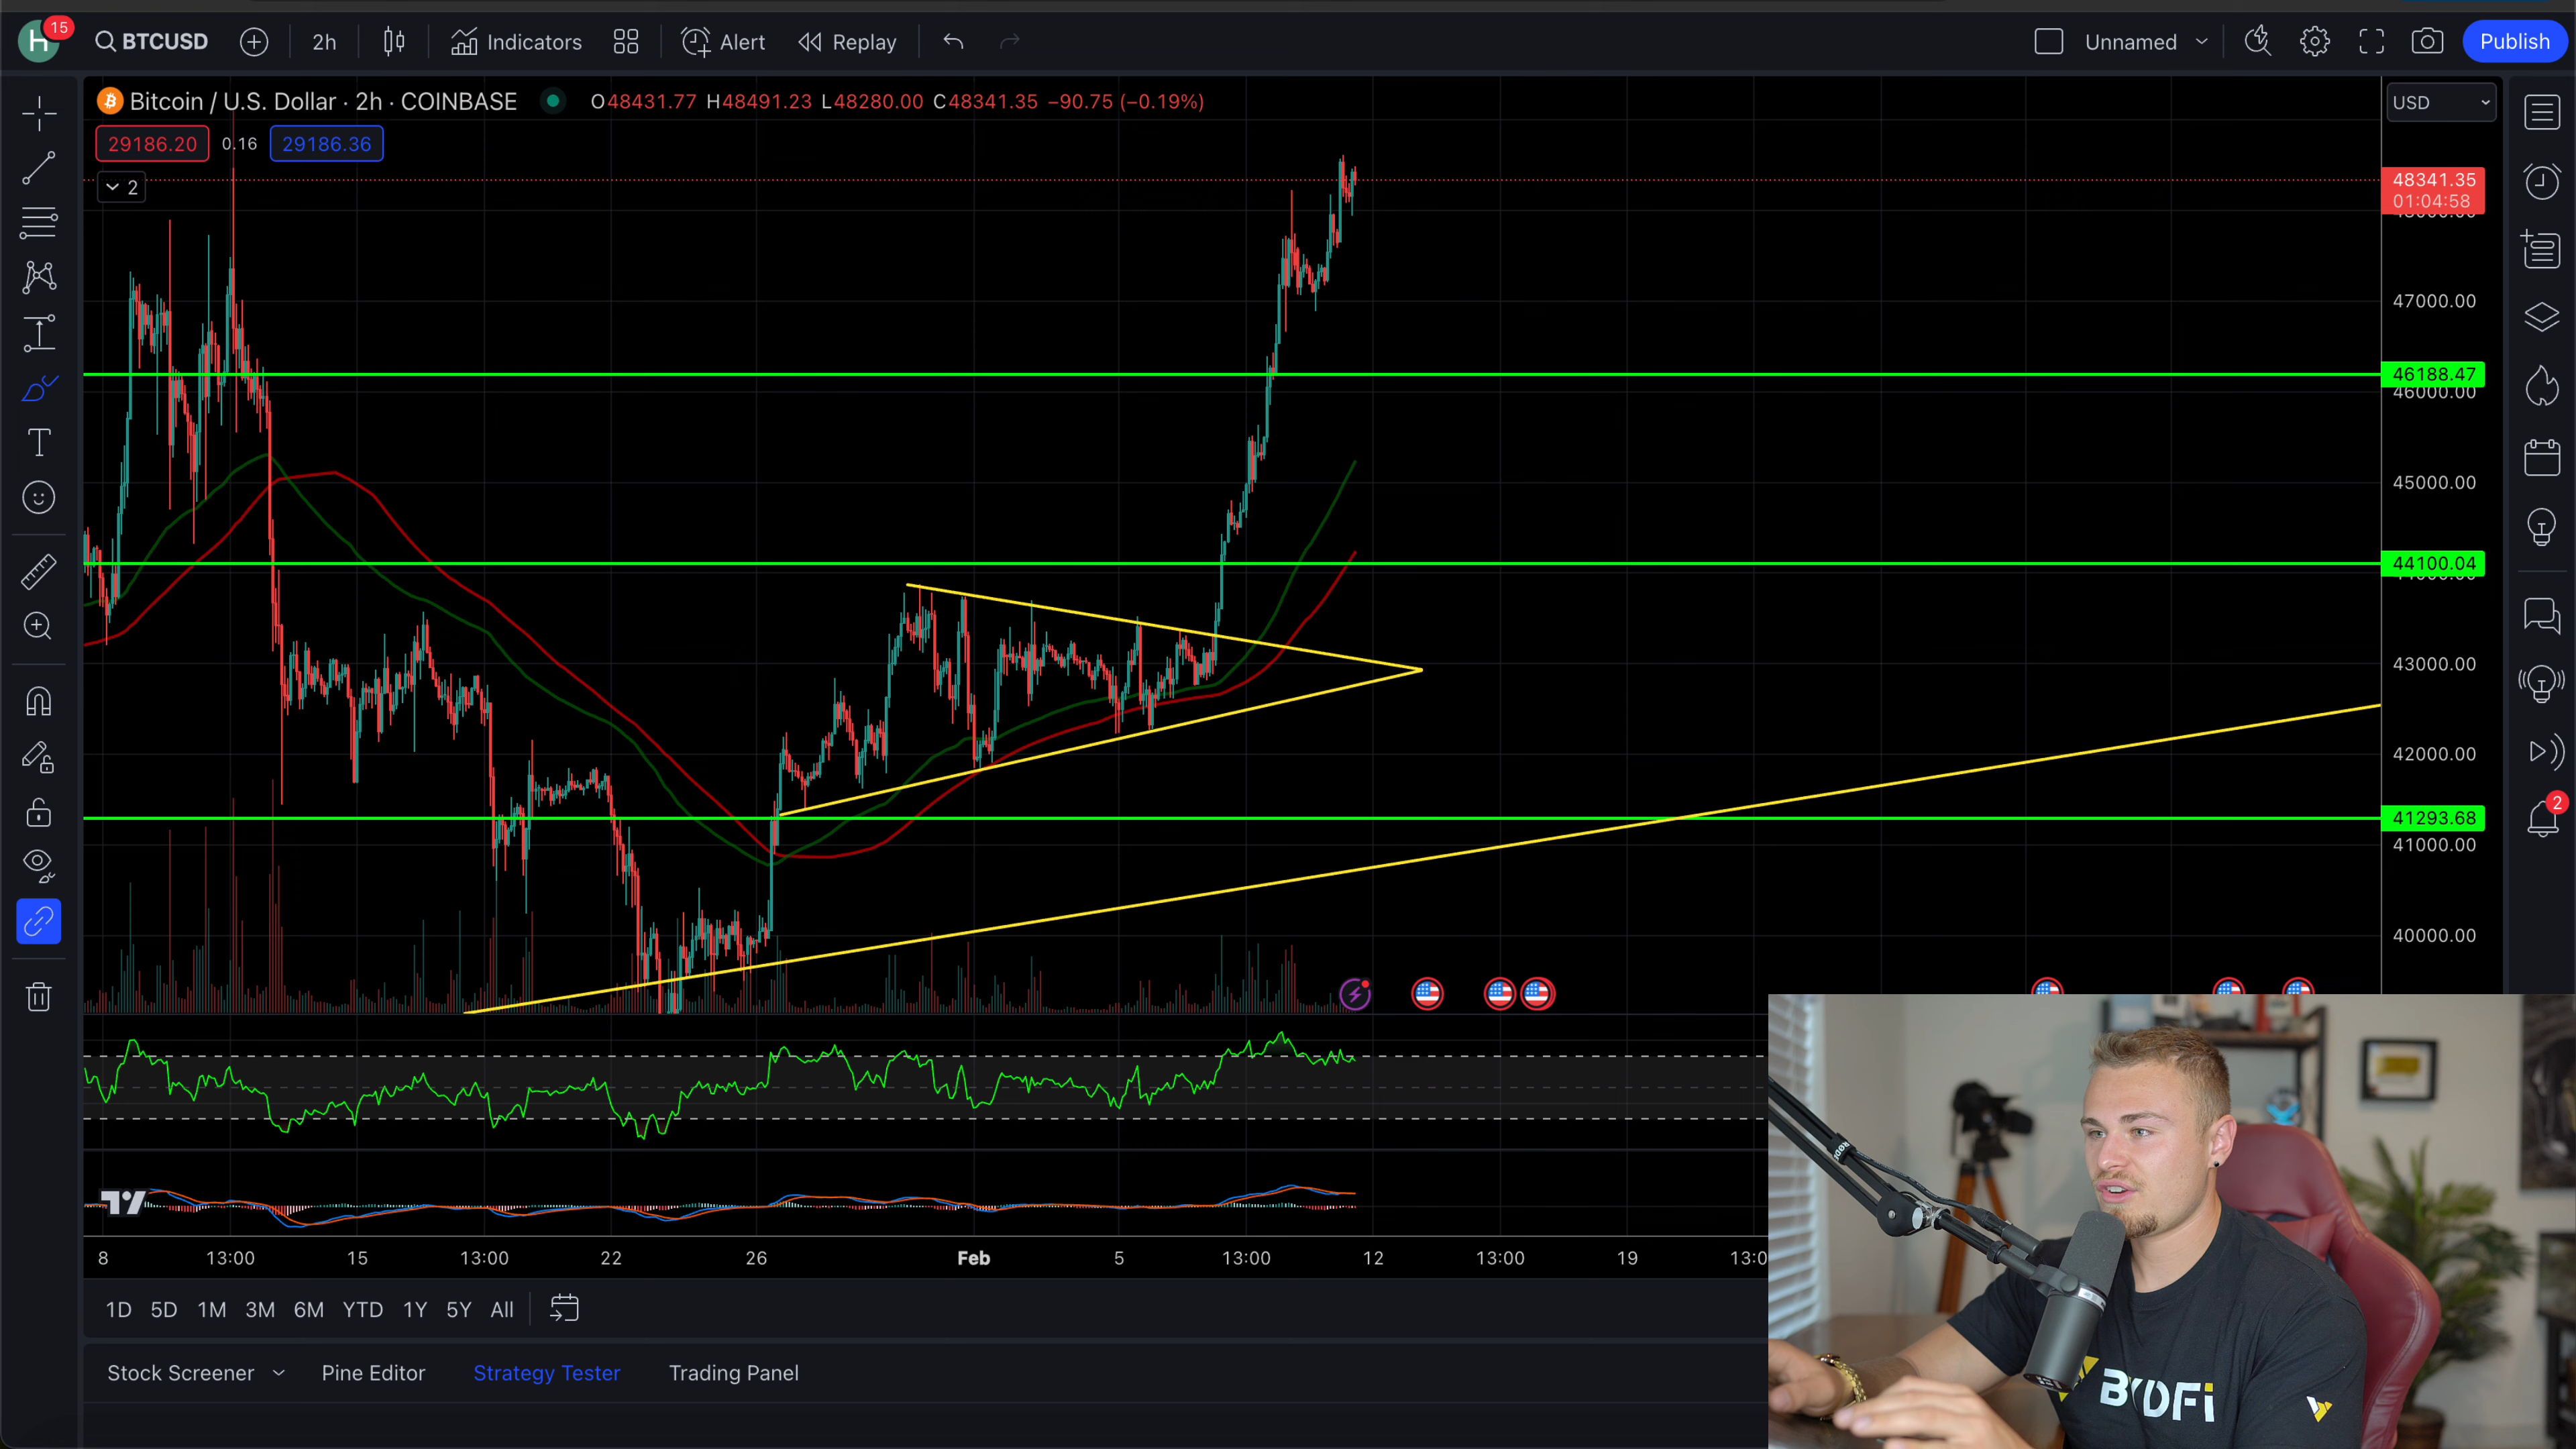 H 15 BTCUSD 2h Indicators Alert Replay Unnamed Publish
Bitcoin / U.S. Dollar · 2h · COINBASE O48431.77 H48491.23 L48280.00 C48341.35 −90.75 (−0.19%)
USD
29186.20 0.16 29186.36
2
48341.35
01:04:58
47000.00
46188.47
46000.00
45000.00
44100.04
43000.00
42000.00
41293.68
41000.00
40000.00
2
8 13:00 15 13:00 22 26 Feb 5 13:00 12 13:00 19
1D 5D 1M 3M 6M YTD 1Y 5Y All
Stock Screener Pine Editor Strategy Tester Trading Panel
BYDFi